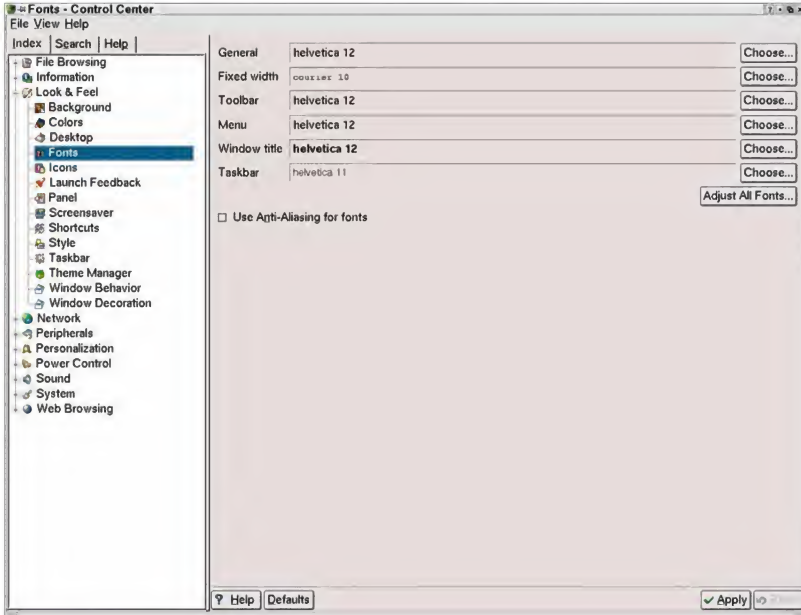 Fonts - Control Center
File View Help
Index Search Help
File Browsing
Information
Look & Feel
Background
Colors
Desktop
Fonts
Icons
Launch Feedback
Panel
Screensaver
Shortcuts
Style
Taskbar
Theme Manager
Window Behavior
Window Decoration
Network
Peripherals
Personalization
Power Control
Sound
System
Web Browsing
General helvetica 12 Choose...
Fixed width courier 10 Choose...
Toolbar helvetica 12 Choose...
Menu helvetica 12 Choose...
Window title helvetica 12 Choose...
Taskbar helvetica 11 Choose...
Adjust All Fonts...
Use Anti-Aliasing for fonts
? Help Defaults Apply